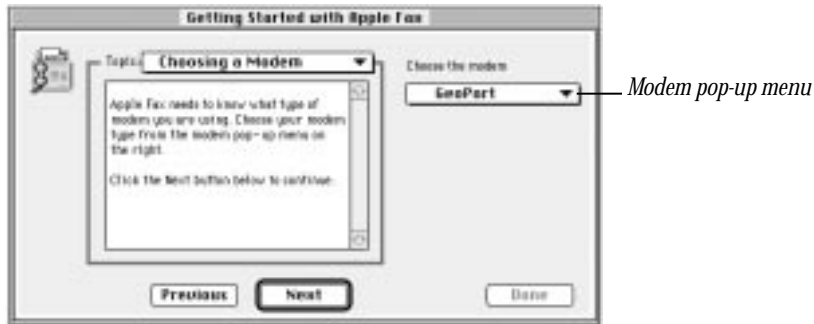 Getting Started with Apple Fax
Topic: Choosing a Modem
Apple Fax needs to know what type of
modem you are using. Choose your modem
type from the modem pop-up menu on
the right.
Click the Next button below to continue.
Choose the modem
GeoPort
Modem pop-up menu
Previous
Next
Done